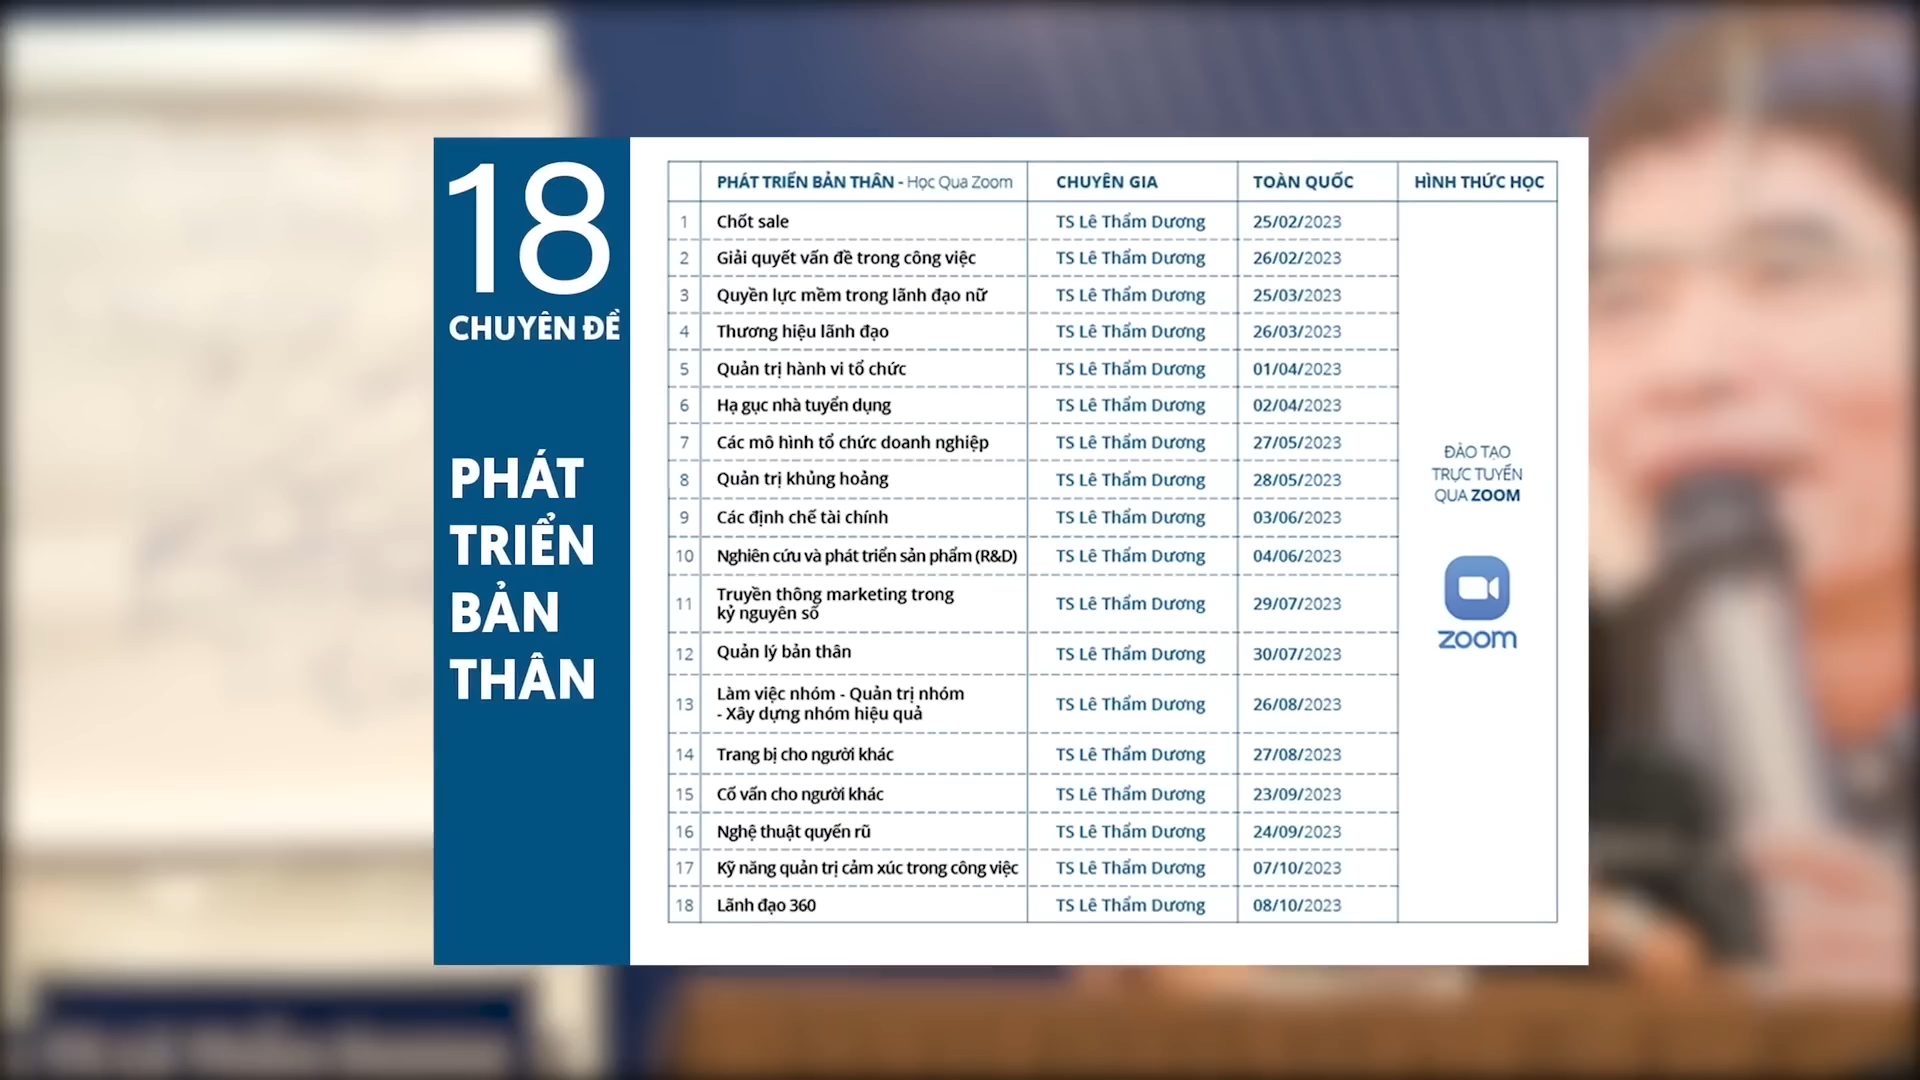 18
CHUYÊN ĐỀ
PHÁT
TRIỂN
BẢN
THÂN
PHÁT TRIỂN BẢN THÂN - Học Qua Zoom CHUYÊN GIA TOÀN QUỐC HÌNH THỨC HỌC
1 Chốt sale TS Lê Thẩm Dương 25/02/2023
2 Giải quyết vấn đề trong công việc TS Lê Thẩm Dương 26/02/2023
3 Quyền lực mềm trong lãnh đạo nữ TS Lê Thẩm Dương 25/03/2023
4 Thương hiệu lãnh đạo TS Lê Thẩm Dương 26/03/2023
5 Quản trị hành vi tổ chức TS Lê Thẩm Dương 01/04/2023
6 Hạ gục nhà tuyển dụng TS Lê Thẩm Dương 02/04/2023
7 Các mô hình tổ chức doanh nghiệp TS Lê Thẩm Dương 27/05/2023
8 Quản trị khủng hoảng TS Lê Thẩm Dương 28/05/2023
9 Các định chế tài chính TS Lê Thẩm Dương 03/06/2023
10 Nghiên cứu và phát triển sản phẩm (R&D) TS Lê Thẩm Dương 04/06/2023
11 Truyền thông marketing trong
kỷ nguyên số TS Lê Thẩm Dương 29/07/2023
12 Quản lý bản thân TS Lê Thẩm Dương 30/07/2023
13 Làm việc nhóm - Quản trị nhóm
- Xây dựng nhóm hiệu quả TS Lê Thẩm Dương 26/08/2023
14 Trang bị cho người khác TS Lê Thẩm Dương 27/08/2023
15 Cố vấn cho người khác TS Lê Thẩm Dương 23/09/2023
16 Nghệ thuật quyến rũ TS Lê Thẩm Dương 24/09/2023
17 Kỹ năng quản trị cảm xúc trong công việc TS Lê Thẩm Dương 07/10/2023
18 Lãnh đạo 360 TS Lê Thẩm Dương 08/10/2023
ĐÀO TẠO
TRỰC TUYẾN
QUA ZOOM
zoom